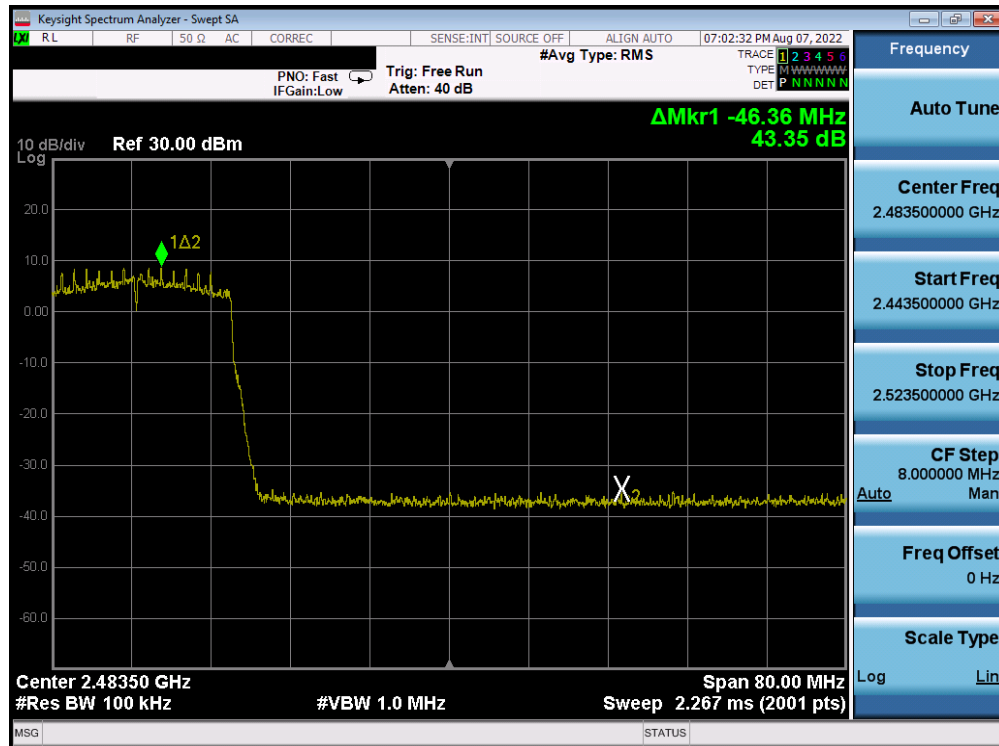 Keysight Spectrum Analyzer - Swept SA
LXI RL RF 50 Ω AC CORREC SENSE:INT SOURCE OFF ALIGN AUTO 07:02:32 PM Aug 07, 2022
#Avg Type: RMS
TRACE 1 2 3 4 5 6
PNO: Fast Trig: Free Run TYPE M WWWWW
IFGain:Low Atten: 40 dB DET P N N N N N
ΔMkr1 -46.36 MHz
43.35 dB
10 dB/div Ref 30.00 dBm
Log
20.0
1Δ2
10.0
0.00
-10.0
-20.0
-30.0
X2
-40.0
-50.0
-60.0
Center 2.48350 GHz Span 80.00 MHz
#Res BW 100 kHz #VBW 1.0 MHz Sweep 2.267 ms (2001 pts)
MSG STATUS
Frequency
Auto Tune
Center Freq
2.483500000 GHz
Start Freq
2.443500000 GHz
Stop Freq
2.523500000 GHz
CF Step
8.000000 MHz
Auto Man
Freq Offset
0 Hz
Scale Type
Log Lin